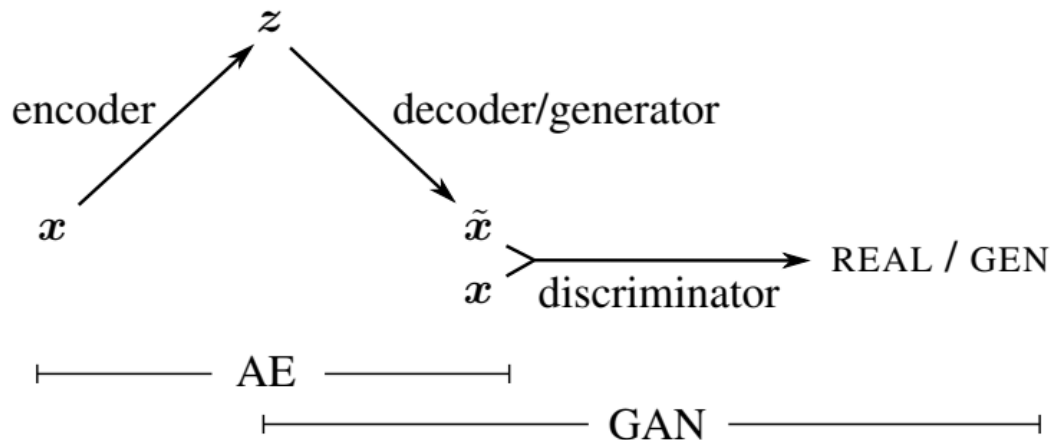 z
encoder
decoder/generator
x
x̃
x
discriminator
REAL / GEN
AE
GAN